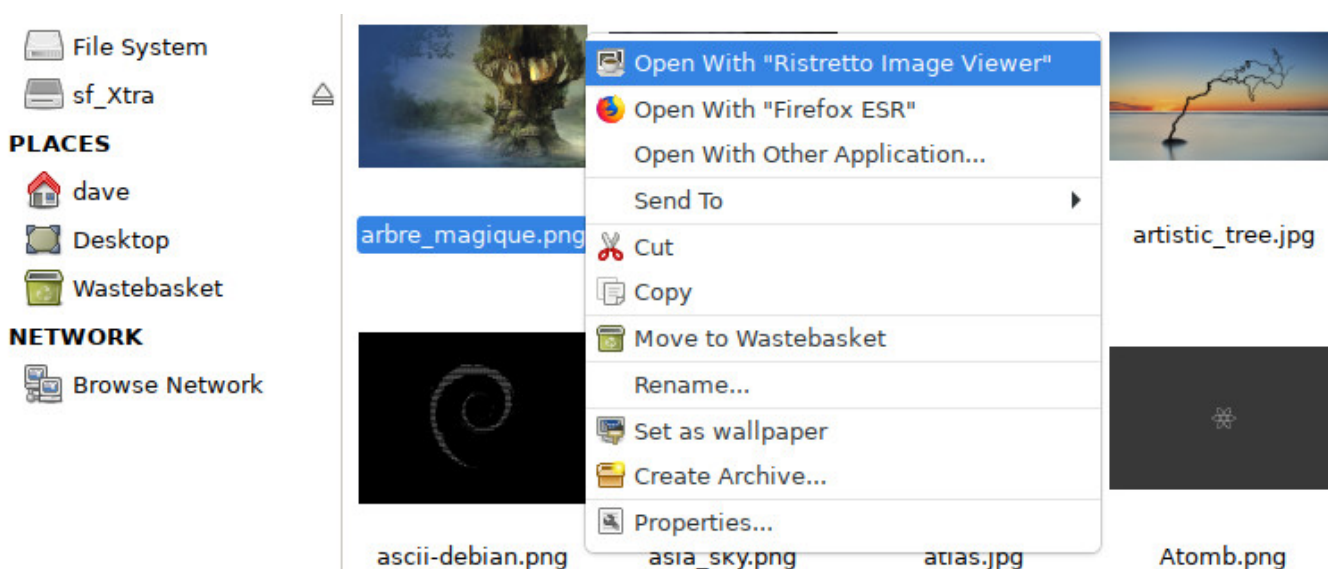 File System
sf_Xtra
PLACES
dave
Desktop
Wastebasket
NETWORK
Browse Network
arbre_magique.png
Open With "Ristretto Image Viewer"
Open With "Firefox ESR"
Open With Other Application...
Send To
Cut
Copy
Move to Wastebasket
Rename...
Set as wallpaper
Create Archive...
Properties...
artistic_tree.jpg
ascii-debian.png
asia_sky.png
atlas.jpg
Atomb.png